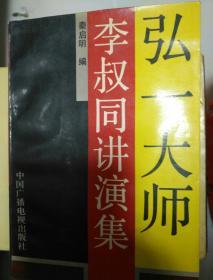 弘一大师
李叔同讲演集
秦启明 编
中国广播电视出版社